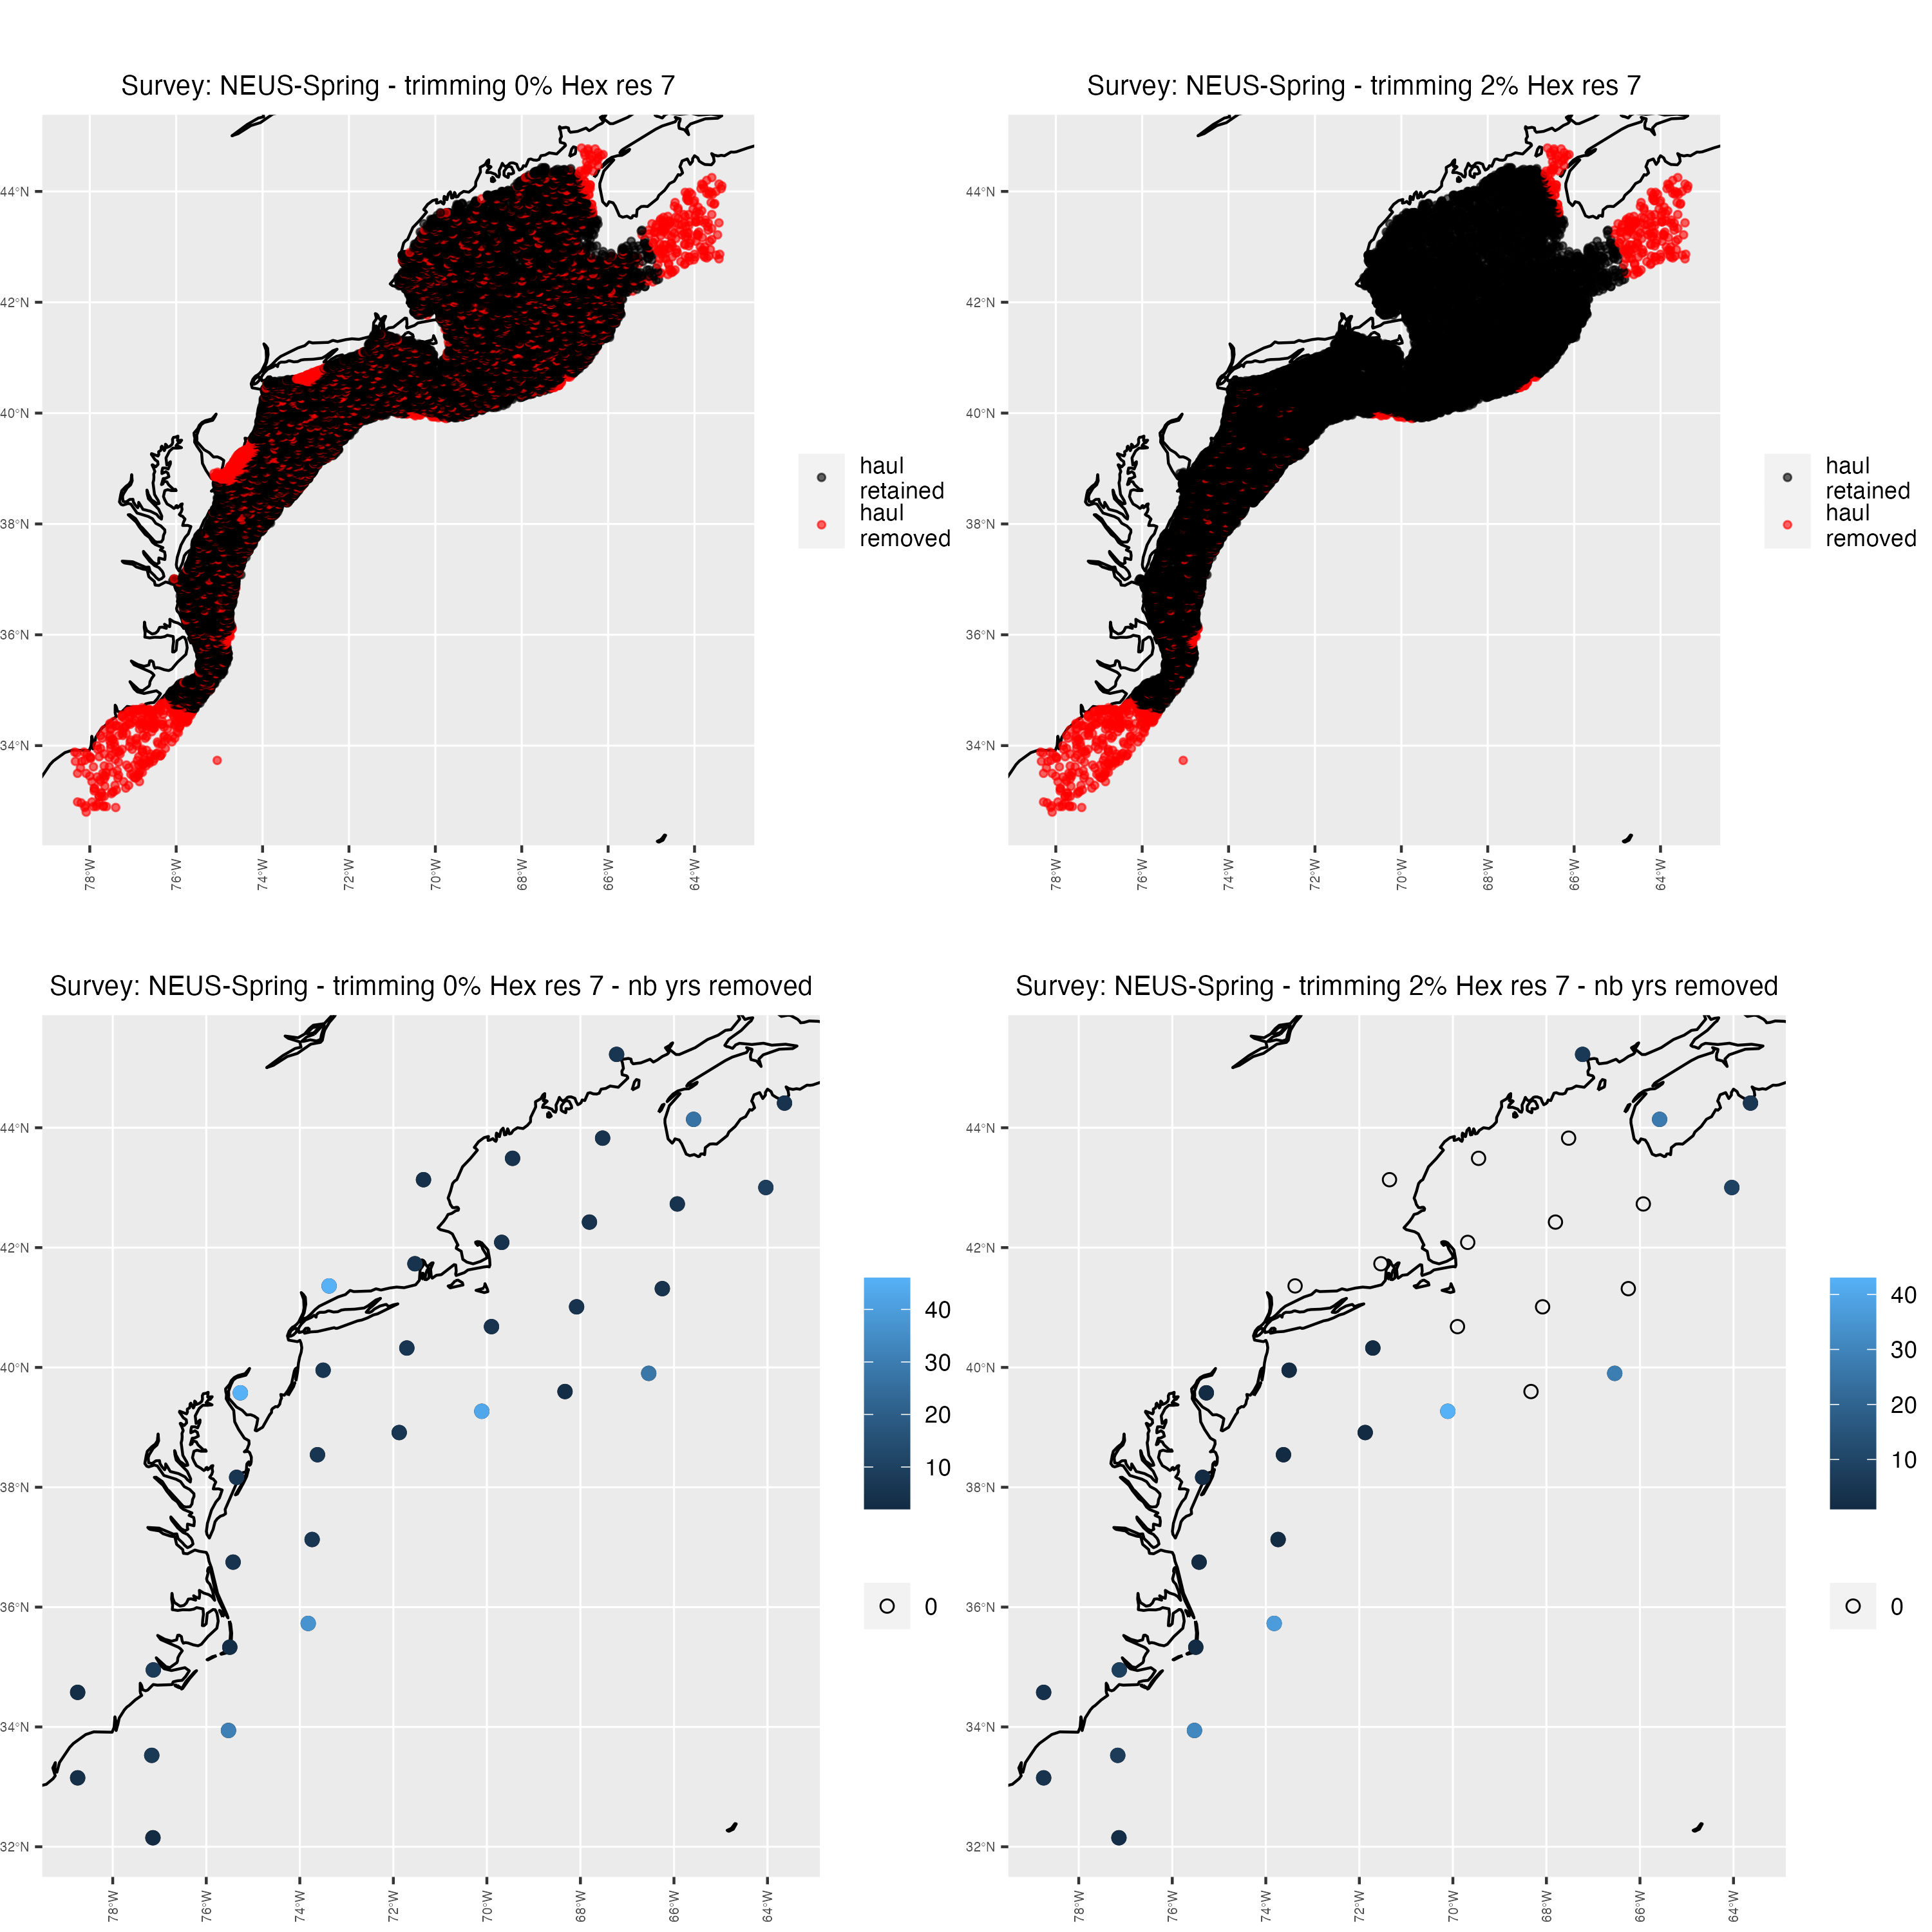 Survey: NEUS-Spring - trimming 0% Hex res 7
44°N
42°N
40°N
38°N
36°N
34°N
78°W
76°W
74°W
72°W
70°W
68°W
66°W
64°W
haul
retained
haul
removed
Survey: NEUS-Spring - trimming 2% Hex res 7
44°N
42°N
40°N
38°N
36°N
34°N
78°W
76°W
74°W
72°W
70°W
68°W
66°W
64°W
haul
retained
haul
removed
Survey: NEUS-Spring - trimming 0% Hex res 7 - nb yrs removed
44°N
42°N
40°N
38°N
36°N
34°N
32°N
78°W
76°W
74°W
72°W
70°W
68°W
66°W
64°W
40
30
20
10
0
Survey: NEUS-Spring - trimming 2% Hex res 7 - nb yrs removed
44°N
42°N
40°N
38°N
36°N
34°N
32°N
78°W
76°W
74°W
72°W
70°W
68°W
66°W
64°W
40
30
20
10
0